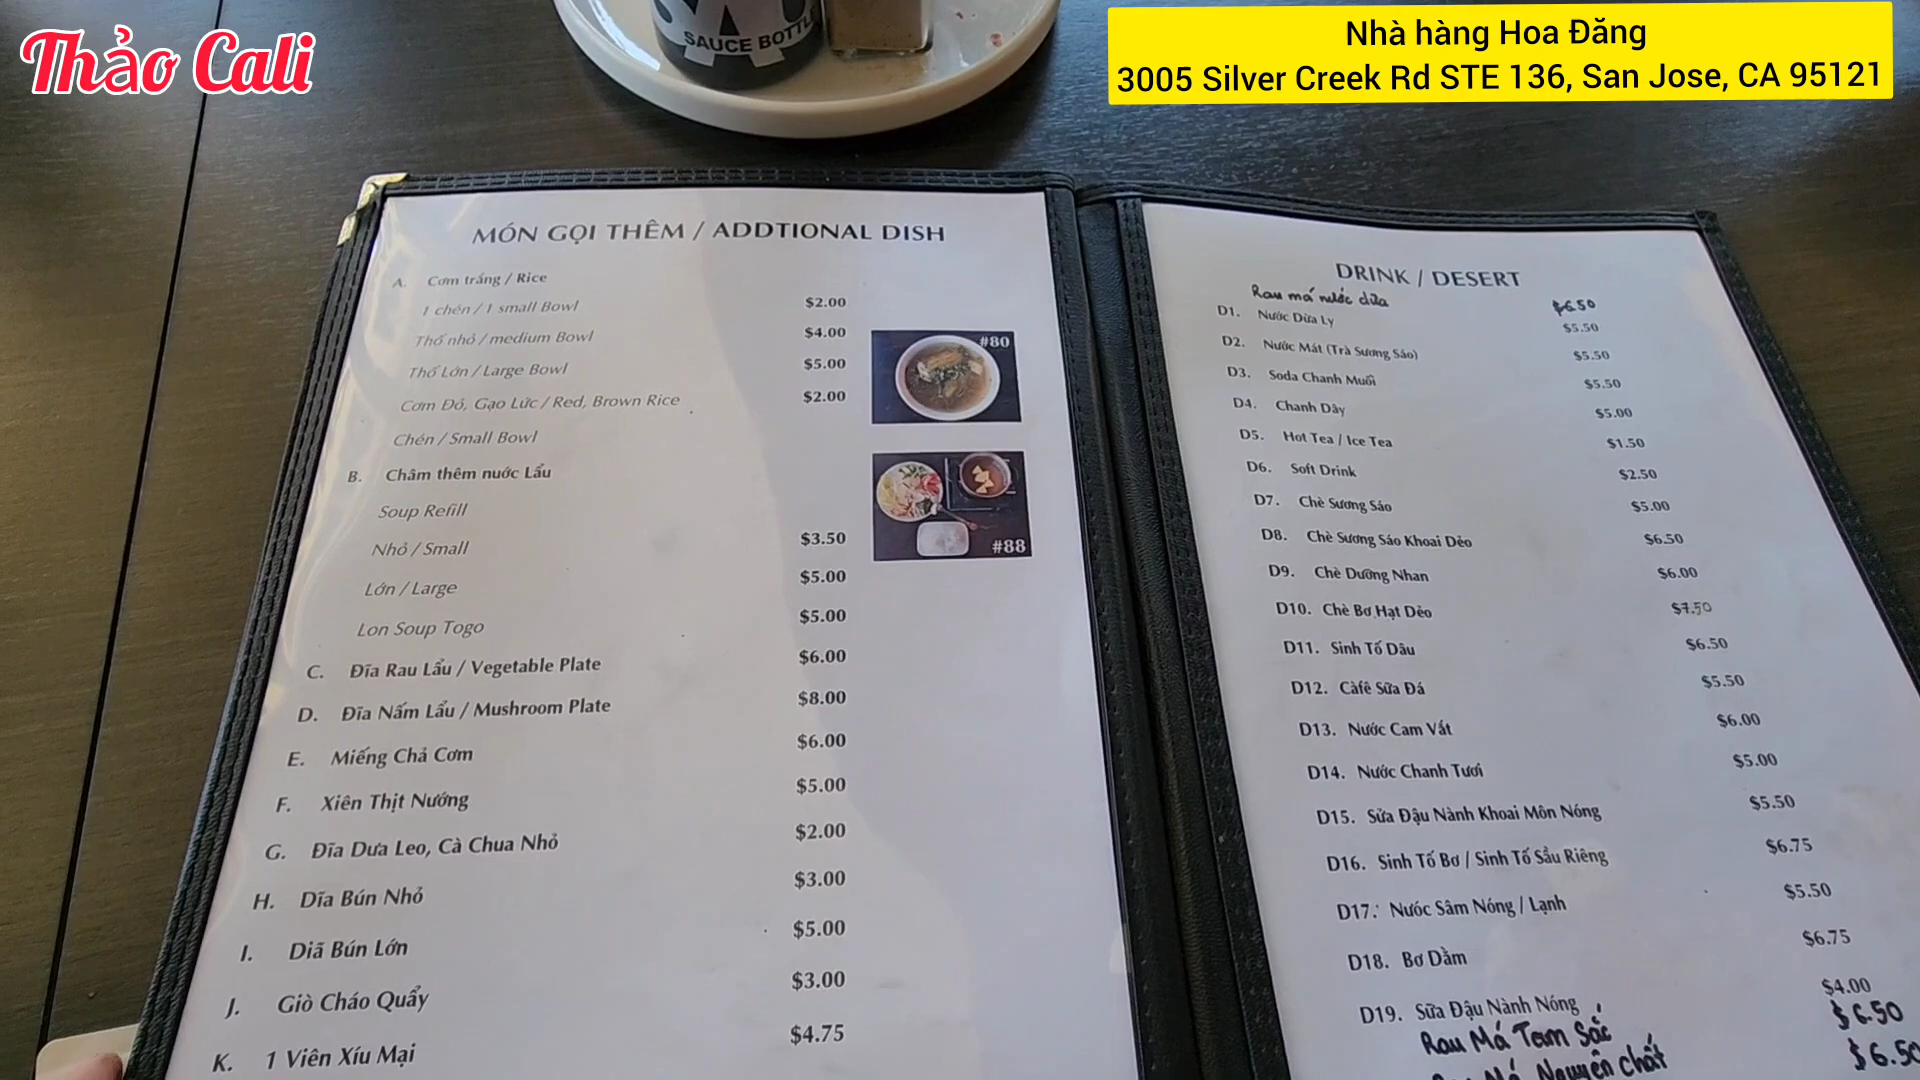 Thảo Cali
Nhà hàng Hoa Đăng
3005 Silver Creek Rd STE 136, San Jose, CA 95121
SAUCE BOTTLE
MÓN GỌI THÊM / ADDTIONAL DISH
A. Cơm trắng / Rice
1 chén / 1 small Bowl $2.00
Thố nhỏ / medium Bowl $4.00
Thố Lớn / Large Bowl $5.00
Cơm Đỏ, Gạo Lức / Red, Brown Rice $2.00
Chén / Small Bowl
B. Châm thêm nuớc Lẩu
Soup Refill
Nhỏ / Small $3.50
Lớn / Large $5.00
Lon Soup Togo $5.00
C. Đĩa Rau Lẩu / Vegetable Plate $6.00
D. Đĩa Nấm Lẩu / Mushroom Plate $8.00
E. Miếng Chả Cơm $6.00
F. Xiên Thịt Nướng $5.00
G. Đĩa Dưa Leo, Cà Chua Nhỏ $2.00
H. Dĩa Bún Nhỏ $3.00
I. Diã Bún Lớn $5.00
J. Giò Cháo Quẩy $3.00
K. 1 Viên Xíu Mại $4.75
#80
#88
DRINK / DESERT
Rau má nước dừa $6.50
D1. Nước Dừa Ly $5.50
D2. Nước Mát (Trà Sương Sáo) $5.50
D3. Soda Chanh Muối $5.50
D4. Chanh Dây $5.00
D5. Hot Tea / Ice Tea $1.50
D6. Soft Drink $2.50
D7. Chè Sương Sáo $5.00
D8. Chè Sương Sáo Khoai Dẻo $6.50
D9. Chè Dưỡng Nhan $6.00
D10. Chè Bơ Hạt Dẻo $7.50
D11. Sinh Tố Dâu $6.50
D12. Càfê Sữa Đá $5.50
D13. Nước Cam Vắt $6.00
D14. Nước Chanh Tươi $5.00
D15. Sửa Đậu Nành Khoai Môn Nóng $5.50
D16. Sinh Tố Bơ / Sinh Tố Sầu Riêng $6.75
D17. Nước Sâm Nóng / Lạnh $5.50
D18. Bơ Dằm $6.75
D19. Sữa Đậu Nành Nóng $4.00
Rau Má Tam Sắc $6.50
Rau Má Nguyên chất $6.50